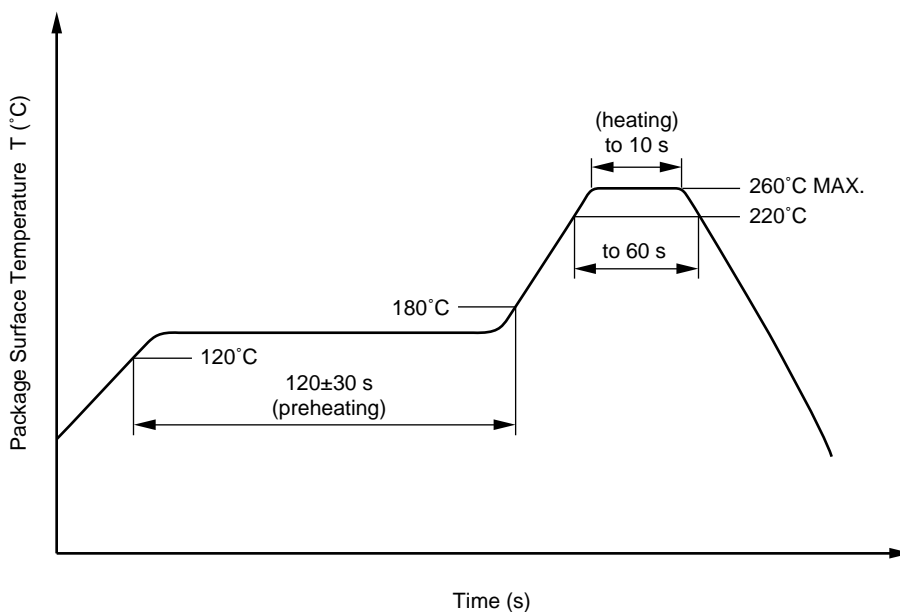 Package Surface Temperature T (˚C)
(heating)
to 10 s
260˚C MAX.
220˚C
to 60 s
180˚C
120˚C
120±30 s
(preheating)
Time (s)